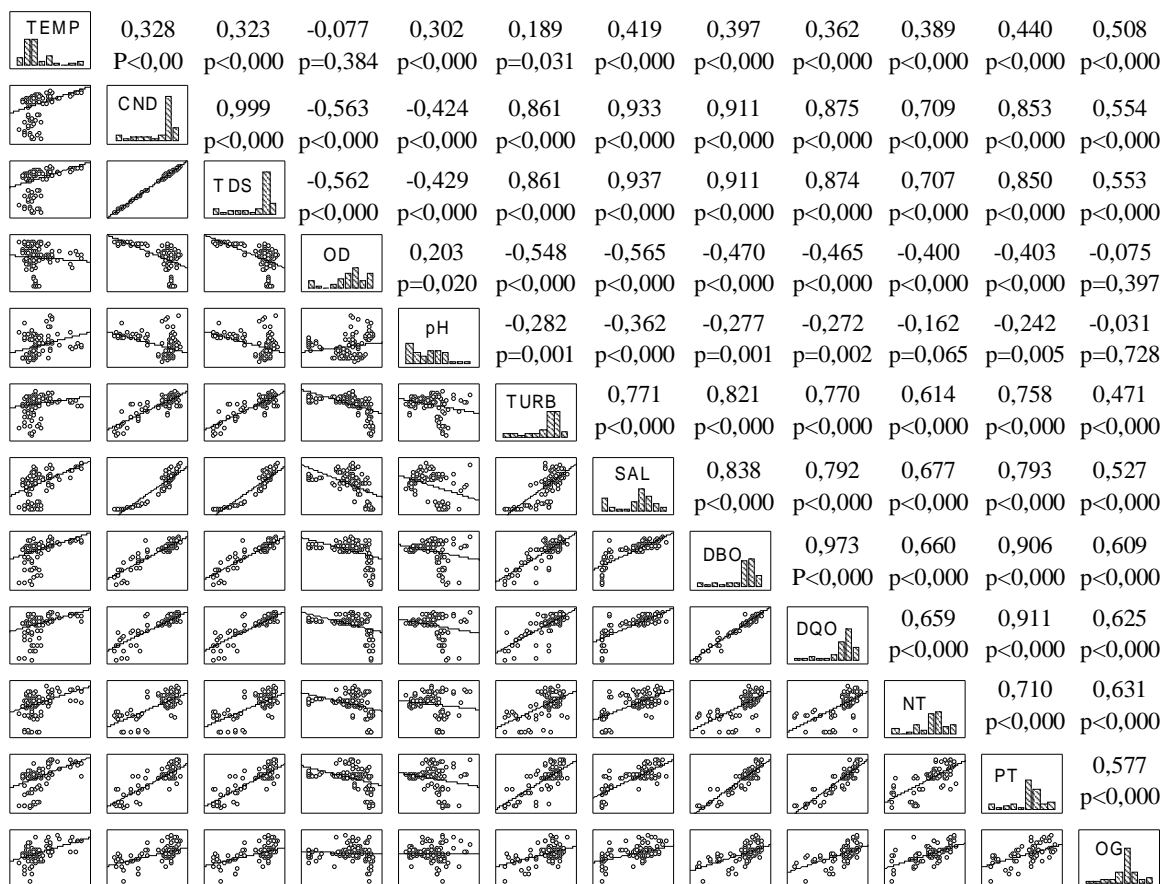 TEMP 0,328 0,323 -0,077 0,302 0,189 0,419 0,397 0,362 0,389 0,440 0,508
P<0,00 p<0,000 p=0,384 p<0,000 p=0,031 p<0,000 p<0,000 p<0,000 p<0,000 p<0,000 p<0,000
CND 0,999 -0,563 -0,424 0,861 0,933 0,911 0,875 0,709 0,853 0,554
p<0,000 p<0,000 p<0,000 p<0,000 p<0,000 p<0,000 p<0,000 p<0,000 p<0,000 p<0,000
TDS -0,562 -0,429 0,861 0,937 0,911 0,874 0,707 0,850 0,553
p<0,000 p<0,000 p<0,000 p<0,000 p<0,000 p<0,000 p<0,000 p<0,000 p<0,000
OD 0,203 -0,548 -0,565 -0,470 -0,465 -0,400 -0,403 -0,075
p=0,020 p<0,000 p<0,000 p<0,000 p<0,000 p<0,000 p<0,000 p=0,397
pH -0,282 -0,362 -0,277 -0,272 -0,162 -0,242 -0,031
p=0,001 p<0,000 p=0,001 p=0,002 p=0,065 p=0,005 p=0,728
TURB 0,771 0,821 0,770 0,614 0,758 0,471
p<0,000 p<0,000 p<0,000 p<0,000 p<0,000 p<0,000
SAL 0,838 0,792 0,677 0,793 0,527
p<0,000 p<0,000 p<0,000 p<0,000 p<0,000
DBO 0,973 0,660 0,906 0,609
P<0,000 p<0,000 p<0,000 p<0,000
DQO 0,659 0,911 0,625
p<0,000 p<0,000 p<0,000
NT 0,710 0,631
p<0,000 p<0,000
PT 0,577
p<0,000
OG